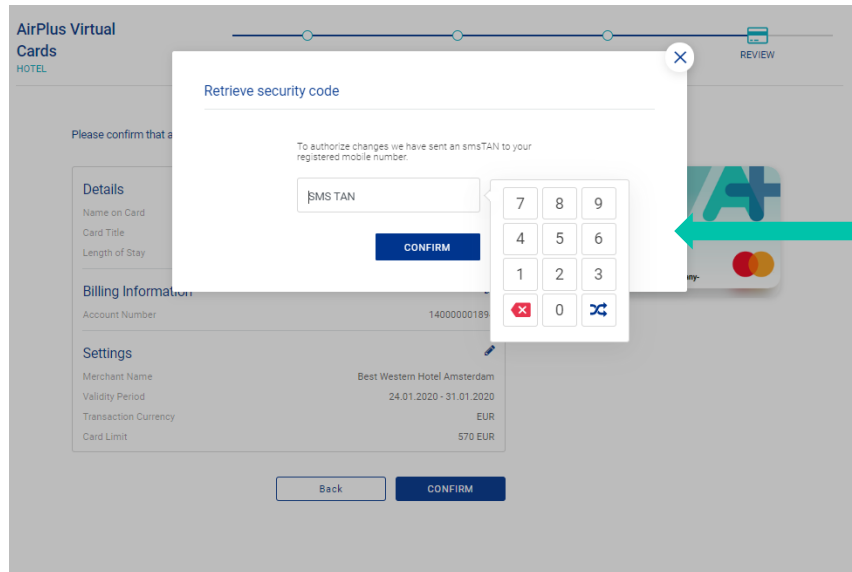 AirPlus Virtual
Cards
HOTEL
REVIEW
Retrieve security code
Please confirm that a
To authorize changes we have sent an smsTAN to your
registered mobile number.
SMS TAN
7 8 9
4 5 6
1 2 3
0
CONFIRM
Details
Name on Card
Card Title
Length of Stay
A+
any-
Billing Information
Account Number 1400000018
Settings
Merchant Name Best Western Hotel Amsterdam
Validity Period 24.01.2020 - 31.01.2020
Transaction Currency EUR
Card Limit 570 EUR
Back CONFIRM